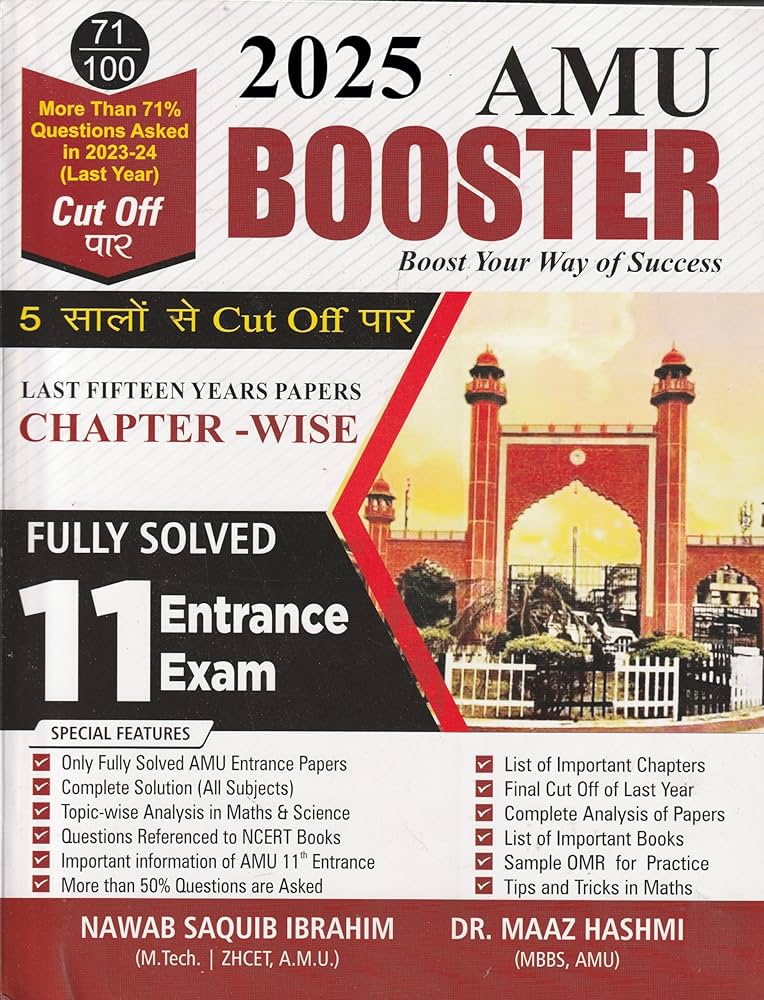 71
100
More Than 71%
Questions Asked
in 2023-24
(Last Year)
Cut Off
पार
2025 AMU
BOOSTER
Boost Your Way of Success
5 सालों से Cut Off पार
LAST FIFTEEN YEARS PAPERS
CHAPTER -WISE
FULLY SOLVED
11 Entrance
Exam
SPECIAL FEATURES
Only Fully Solved AMU Entrance Papers
Complete Solution (All Subjects)
Topic-wise Analysis in Maths & Science
Questions Referenced to NCERT Books
Important information of AMU 11th Entrance
More than 50% Questions are Asked
List of Important Chapters
Final Cut Off of Last Year
Complete Analysis of Papers
List of Important Books
Sample OMR for Practice
Tips and Tricks in Maths
NAWAB SAQUIB IBRAHIM
(M.Tech. | ZHCET, A.M.U.)
DR. MAAZ HASHMI
(MBBS, AMU)